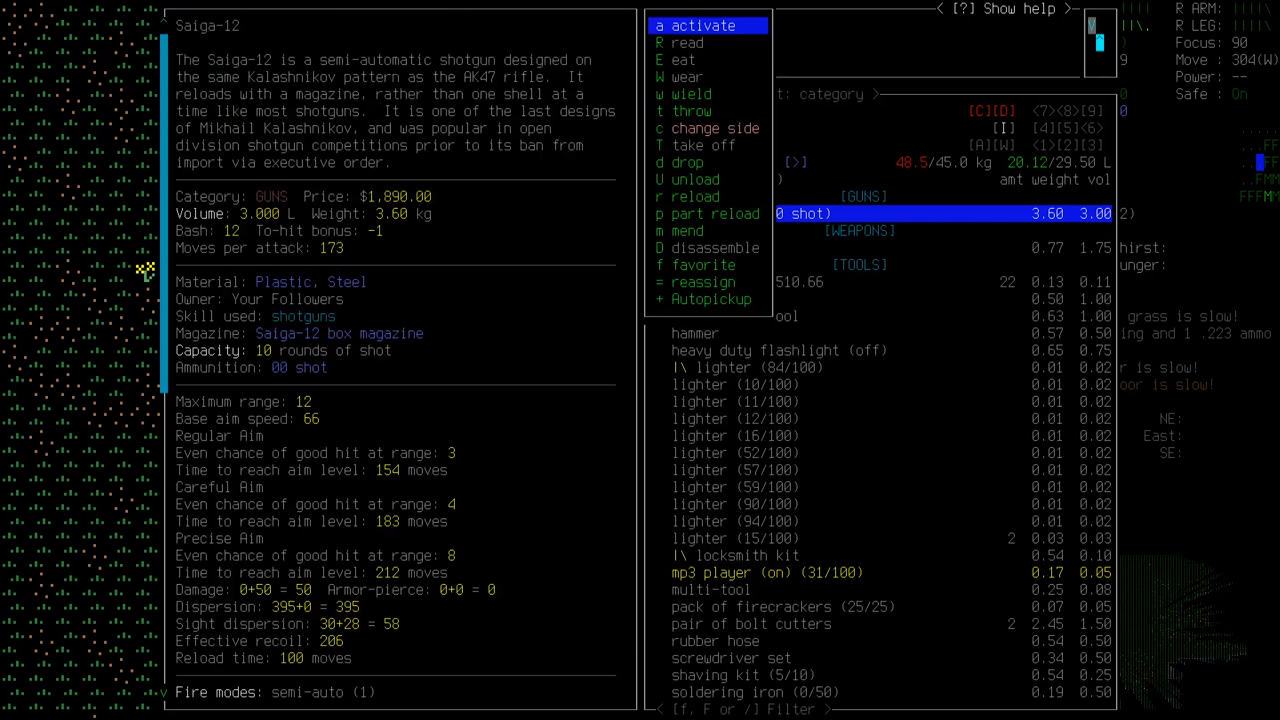 Saiga-12
The Saiga-12 is a semi-automatic shotgun designed on
the same Kalashnikov pattern as the AK47 rifle.  It
reloads with a magazine, rather than one shell at a
time like most shotguns.  It is one of the last designs
of Mikhail Kalashnikov, and was popular in open
division shotgun competitions prior to its ban from
import via executive order.
Category: GUNS  Price: $1,890.00
Volume: 3.000 L  Weight: 3.60 kg
Bash: 12  To-hit bonus: -1
Moves per attack: 173
Material: Plastic, Steel
Owner: Your Followers
Skill used: shotguns
Magazine: Saiga-12 box magazine
Capacity: 10 rounds of shot
Ammunition: 00 shot
Maximum range: 12
Base aim speed: 66
Regular Aim
Even chance of good hit at range: 3
Time to reach aim level: 154 moves
Careful Aim
Even chance of good hit at range: 4
Time to reach aim level: 183 moves
Precise Aim
Even chance of good hit at range: 8
Time to reach aim level: 212 moves
Damage: 0+50 = 50  Armor-pierce: 0+0 = 0
Dispersion: 395+0 = 395
Sight dispersion: 30+28 = 58
Effective recoil: 206
Reload time: 100 moves
Fire modes: semi-auto (1)
a activate
R read
E eat
W wear
w wield
t throw
c change side
T take off
d drop
U unload
r reload
p part reload
m mend
D disassemble
f favorite
= reassign
+ Autopickup
< [?] Show help >
t: category >
[C][D] <7><8>[9]
[I] [4][5]<6>
[A][W] <1>[2][3]
[>] 48.5/45.0 kg 20.12/29.50 L
) amt weight vol
[GUNS]
0 shot) 3.60 3.00
[WEAPONS]
0.77 1.75
[TOOLS]
510.66 22 0.13 0.11
0.50 1.00
ool 0.63 1.00
hammer 0.57 0.50
heavy duty flashlight (off) 0.65 0.75
|\ lighter (84/100) 0.01 0.02
lighter (10/100) 0.01 0.02
lighter (11/100) 0.01 0.02
lighter (12/100) 0.01 0.02
lighter (16/100) 0.01 0.02
lighter (52/100) 0.01 0.02
lighter (57/100) 0.01 0.02
lighter (59/100) 0.01 0.02
lighter (90/100) 0.01 0.02
lighter (94/100) 0.01 0.02
lighter (15/100) 2 0.03 0.03
|\ locksmith kit 0.54 0.10
mp3 player (on) (31/100) 0.17 0.05
multi-tool 0.25 0.08
pack of firecrackers (25/25) 0.07 0.05
pair of bolt cutters 2 2.45 1.50
rubber hose 0.54 0.50
screwdriver set 0.34 0.50
shaving kit (5/10) 0.54 0.25
soldering iron (0/50) 0.19 0.50
< [f, F or /] Filter >
R ARM:
R LEG:
Focus: 90
9 Move : 304(W)
Power: --
Safe : On
0
2)
hirst:
unger:
grass is slow!
ing and 1 .223 ammo
r is slow!
oor is slow!
NE:
East:
SE: